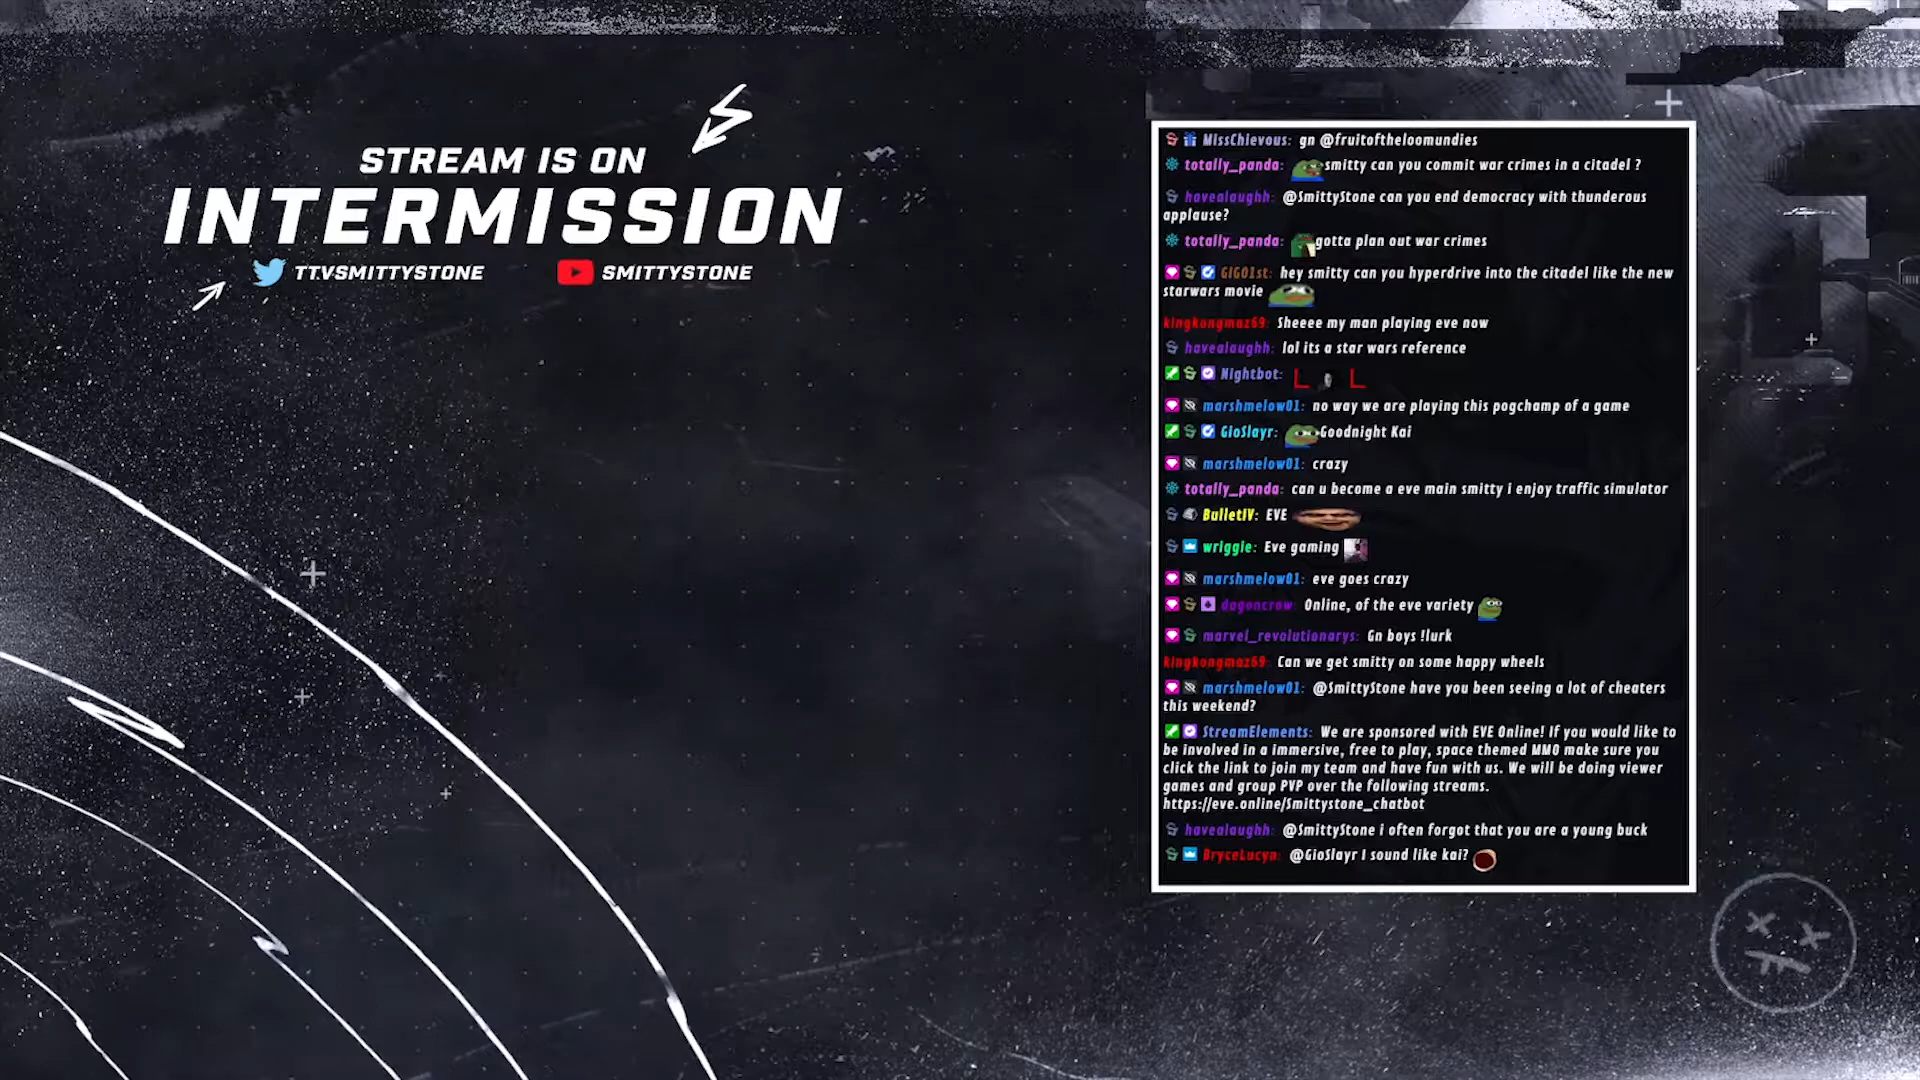 STREAM IS ON
INTERMISSION
TTVSMITTYSTONE
SMITTYSTONE
MissChievous: gn @fruitoftheloomundies
totally_panda: smitty can you commit war crimes in a citadel ?
havealaughh: @SmittyStone can you end democracy with thunderous
applause?
totally_panda: gotta plan out war crimes
GIGO1st: hey smitty can you hyperdrive into the citadel like the new
starwars movie
kingkongmaz69: Sheeee my man playing eve now
havealaughh: lol its a star wars reference
Nightbot: L L
marshmelow01: no way we are playing this pogchamp of a game
GioSlayr: Goodnight Kai
marshmelow01: crazy
totally_panda: can u become a eve main smitty i enjoy traffic simulator
BulletIV: EVE
wriggle: Eve gaming
marshmelow01: eve goes crazy
dagoncrow: Online, of the eve variety
marvel_revolutionarys: Gn boys !lurk
kingkongmaz69: Can we get smitty on some happy wheels
marshmelow01: @SmittyStone have you been seeing a lot of cheaters
this weekend?
StreamElements: We are sponsored with EVE Online! If you would like to
be involved in a immersive, free to play, space themed MMO make sure you
click the link to join my team and have fun with us. We will be doing viewer
games and group PVP over the following streams.
https://eve.online/Smittystone_chatbot
havealaughh: @SmittyStone i often forgot that you are a young buck
BryceLucyn: @GioSlayr I sound like kai?